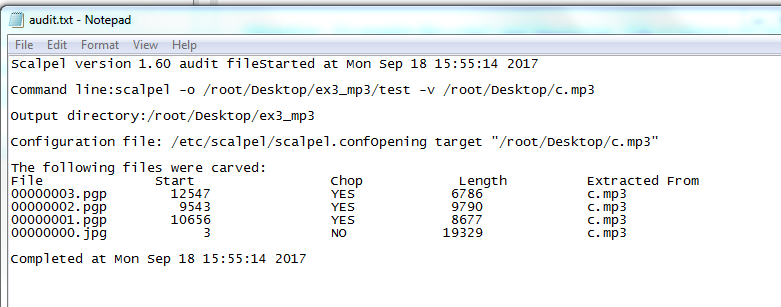 audit.txt - Notepad
File Edit Format View Help
Scalpel version 1.60 audit fileStarted at Mon Sep 18 15:55:14 2017
Command line:scalpel -o /root/Desktop/ex3_mp3/test -v /root/Desktop/c.mp3
Output directory:/root/Desktop/ex3_mp3
Configuration file: /etc/scalpel/scalpel.confOpening target "/root/Desktop/c.mp3"
The following files were carved:
File Start Chop Length Extracted From
00000003.pgp 12547 YES 6786 c.mp3
00000002.pgp 9543 YES 9790 c.mp3
00000001.pgp 10656 YES 8677 c.mp3
00000000.jpg 3 NO 19329 c.mp3
Completed at Mon Sep 18 15:55:14 2017